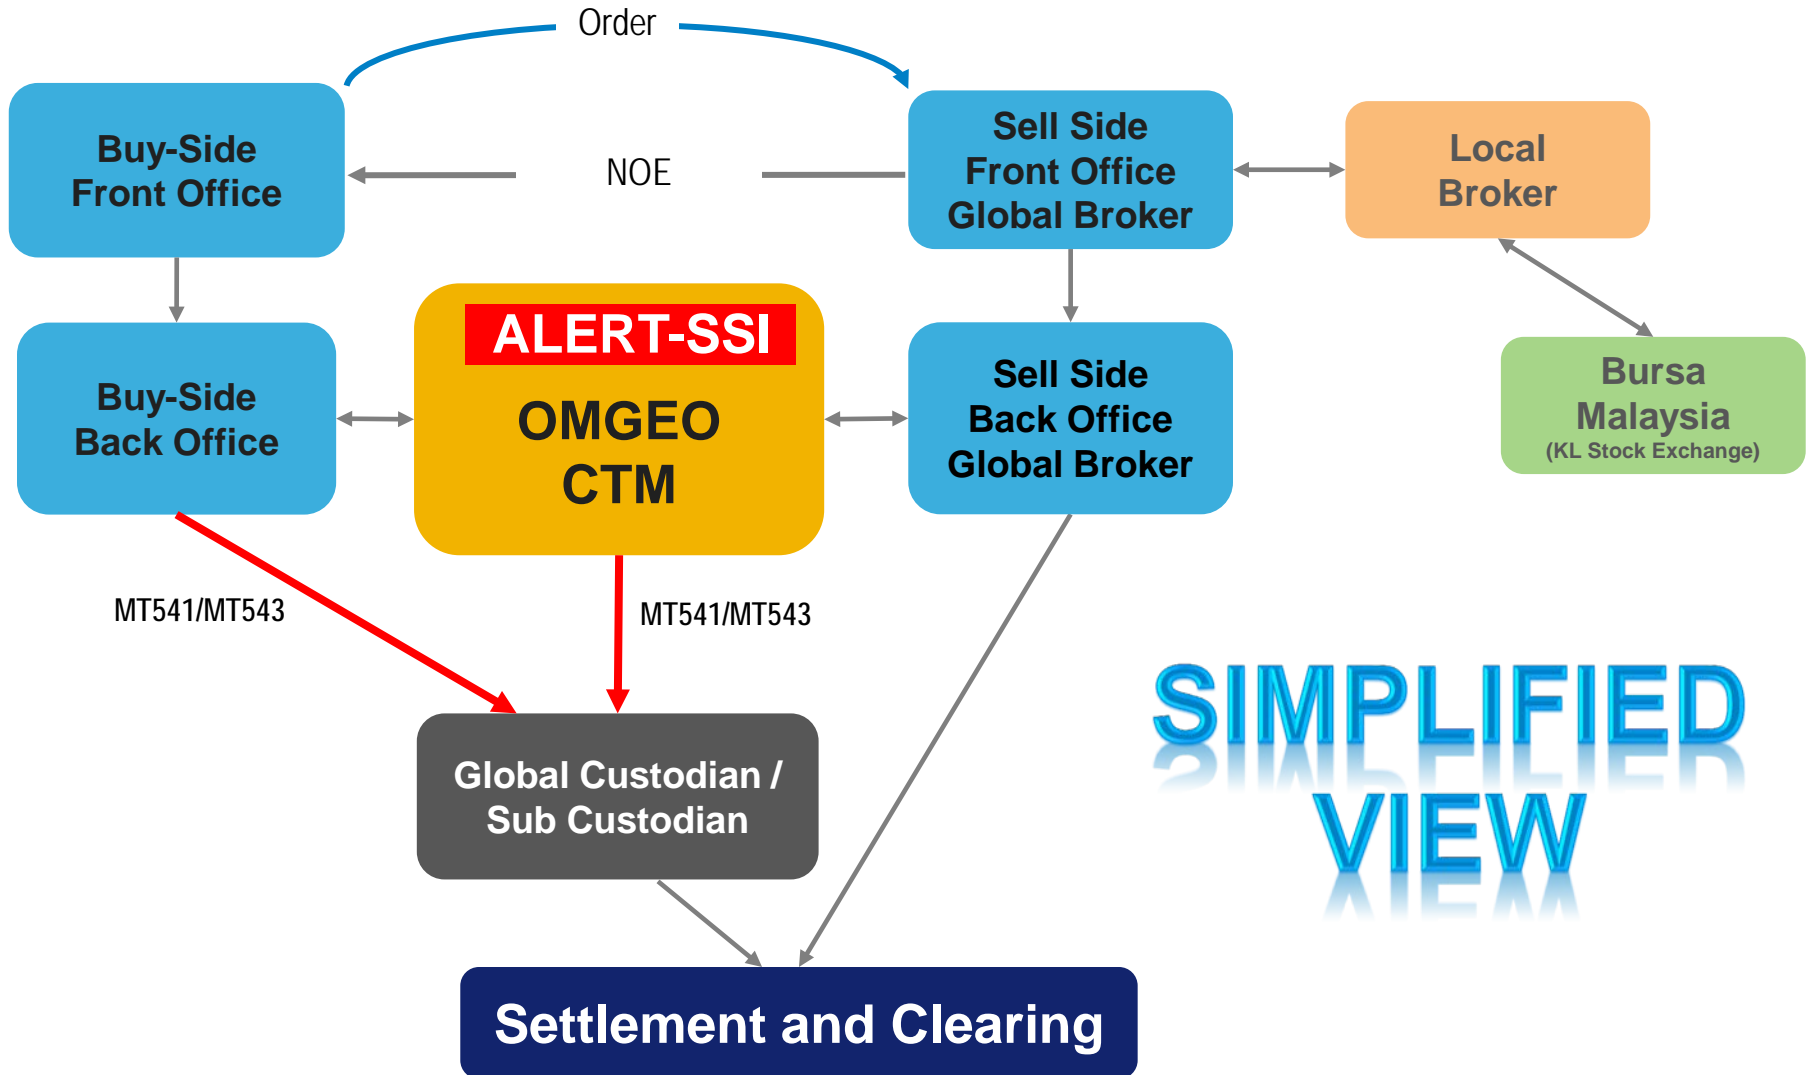 Order
Buy-Side
Front Office
NOE
Sell Side
Front Office
Global Broker
Local
Broker
ALERT-SSI
OMGEO
CTM
Buy-Side
Back Office
Sell Side
Back Office
Global Broker
Bursa
Malaysia
(KL Stock Exchange)
MT541/MT543
MT541/MT543
Global Custodian /
Sub Custodian
SIMPLIFIED
VIEW
Settlement and Clearing